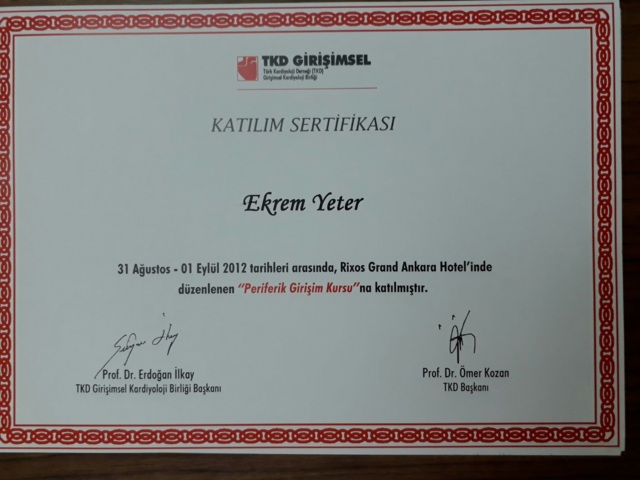 TKD GİRİŞİMSEL
Türk Kardiyoloji Derneği (TKD)
Girişimsel Kardiyoloji Birliği
KATILIM SERTİFİKASI
Ekrem Yeter
31 Ağustos - 01 Eylül 2012 tarihleri arasında, Rixos Grand Ankara Hotel'inde
düzenlenen "Periferik Girişim Kursu"na katılmıştır.
Prof. Dr. Erdoğan İlkay
TKD Girişimsel Kardiyoloji Birliği Başkanı
Prof. Dr. Ömer Kozan
TKD Başkanı